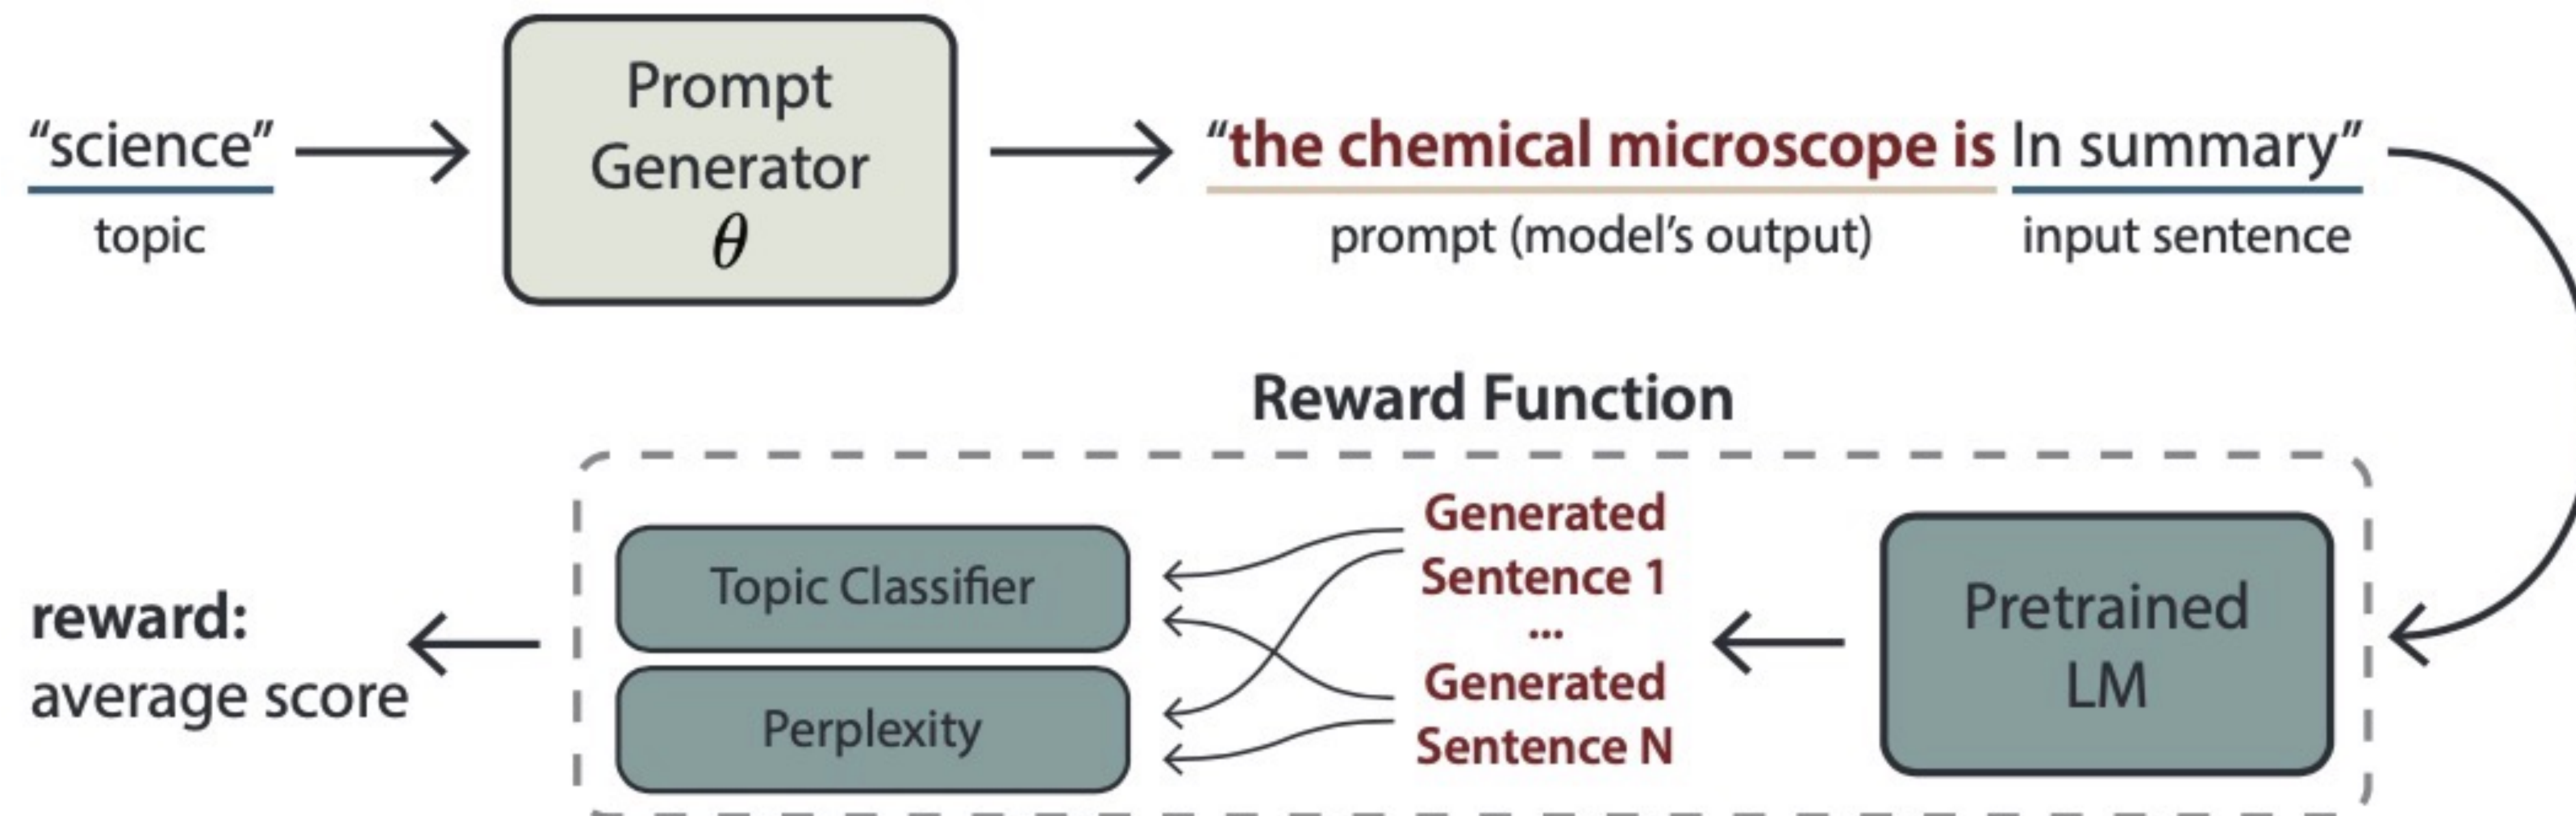 Prompt
Generator
θ
“science”
topic
“the chemical microscope is In summary”
prompt (model’s output)
input sentence
Reward Function
Pretrained
LM
Generated
Sentence 1
...
Generated
Sentence N
Topic Classifier
Perplexity
reward:
average score